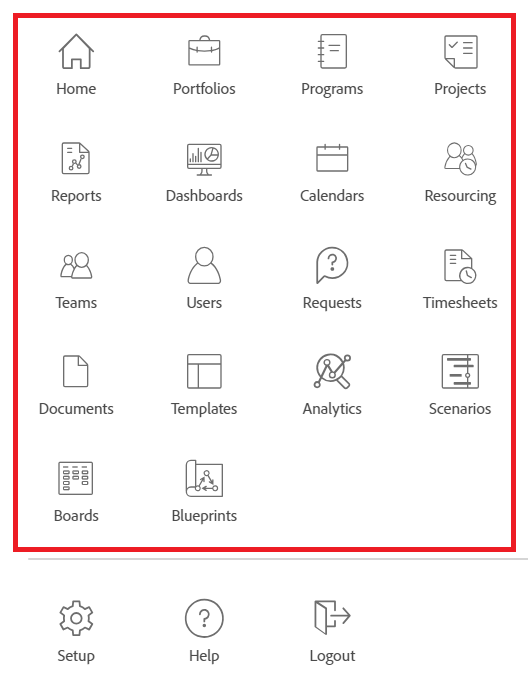 Home Portfolios Programs Projects
Reports Dashboards Calendars Resourcing
Teams Users Requests Timesheets
Documents Templates Analytics Scenarios
Boards Blueprints
Setup Help Logout